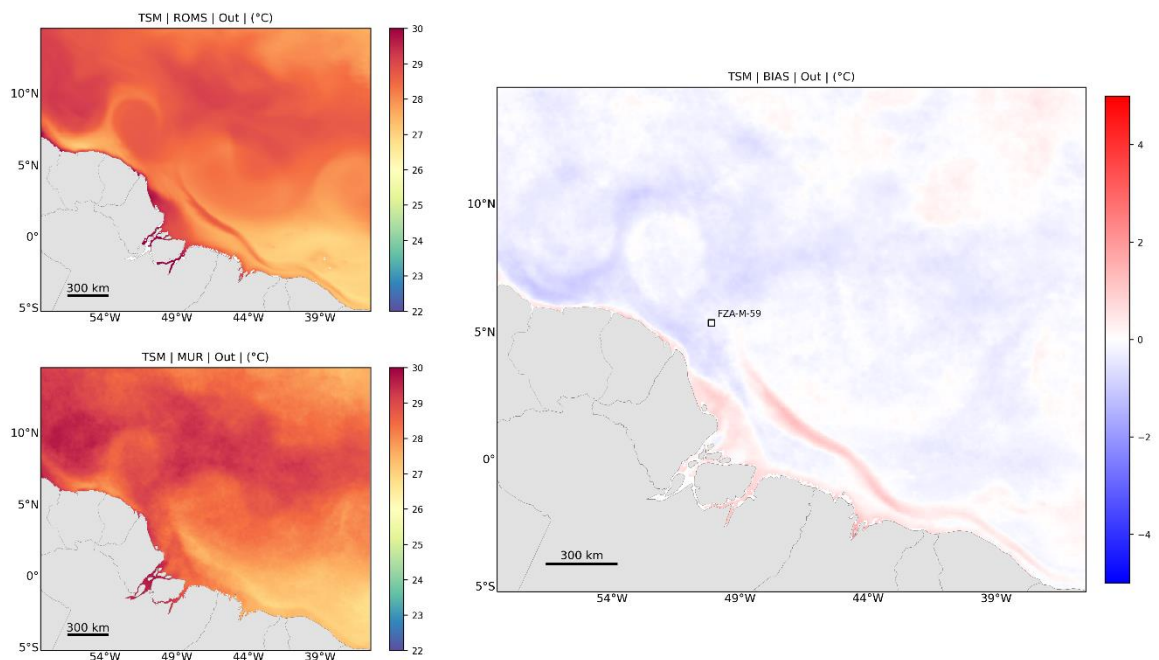 TSM | ROMS | Out | (°C)
10°N
5°N
0°
5°S
300 km
54°W 49°W 44°W 39°W
30
29
28
27
26
25
24
23
22
TSM | MUR | Out | (°C)
10°N
5°N
0°
5°S
300 km
54°W 49°W 44°W 39°W
30
29
28
27
26
25
24
23
22
TSM | BIAS | Out | (°C)
10°N
5°N
0°
5°S
FZA-M-59
300 km
54°W 49°W 44°W 39°W
4
2
0
−2
−4